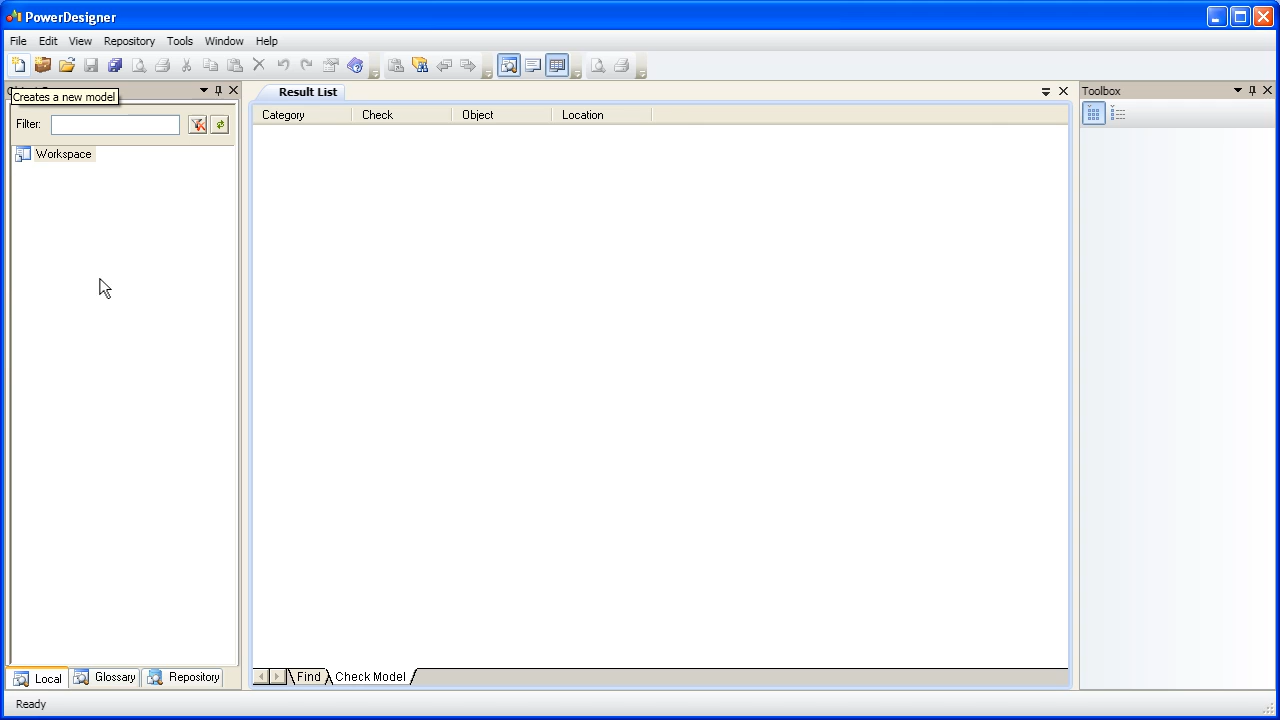 PowerDesigner
File Edit View Repository Tools Window Help
Creates a new model
Result List
Toolbox
Filter:
Category Check Object Location
Workspace
Local Glossary Repository
Find Check Model
Ready